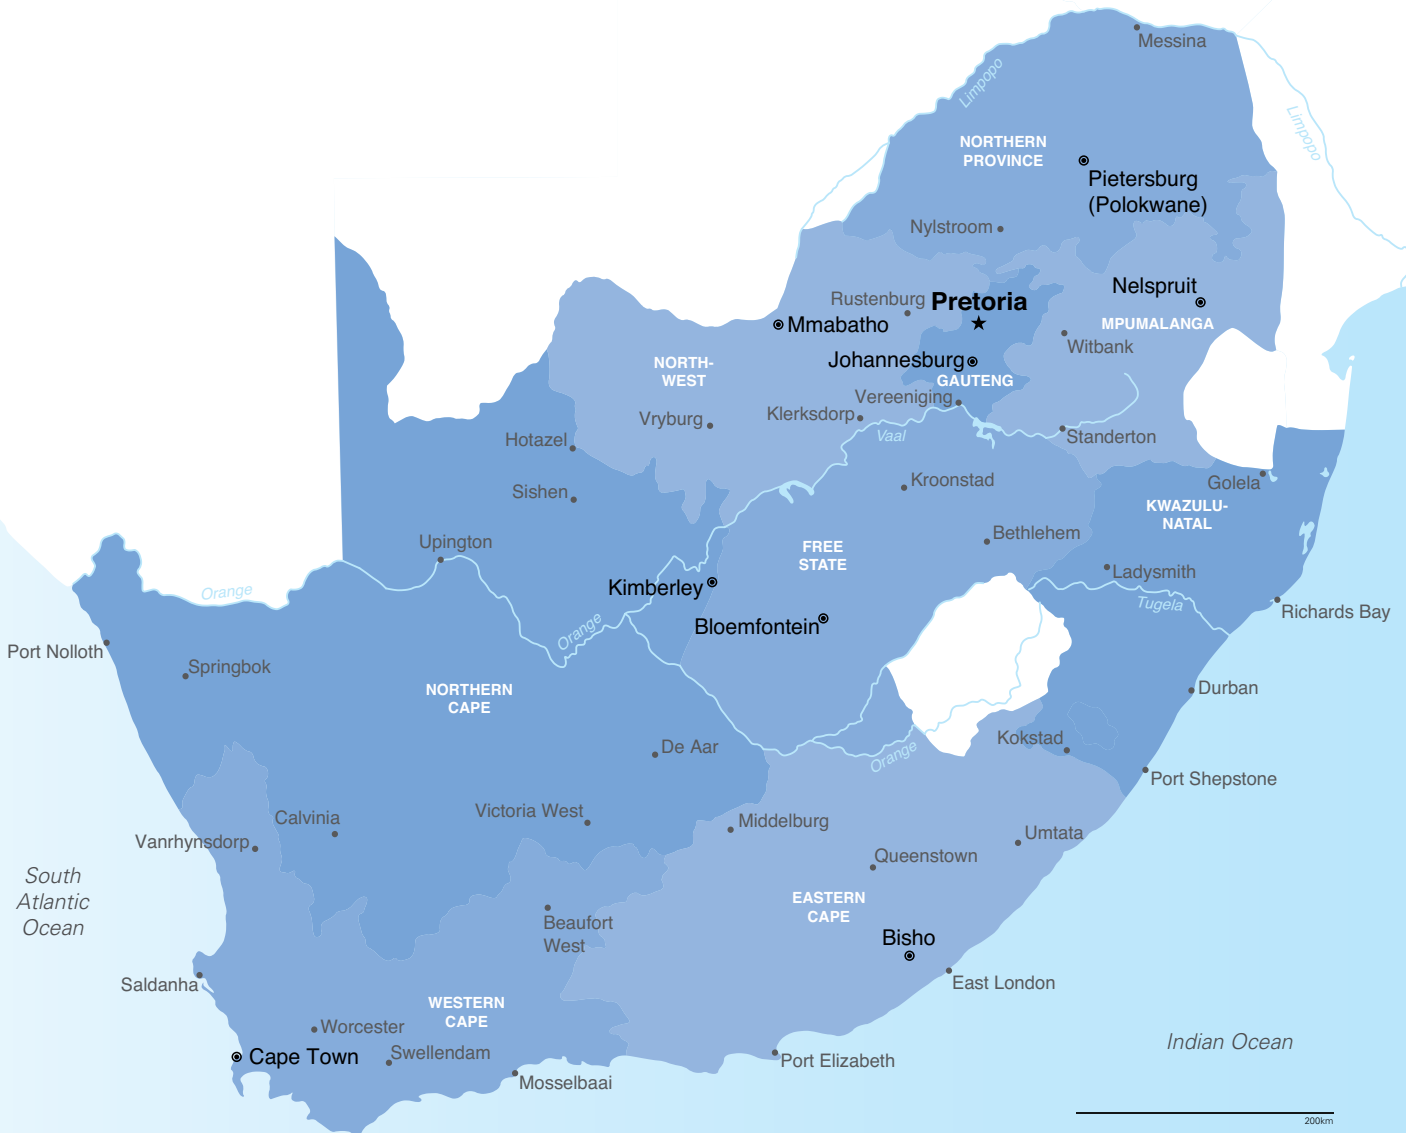 Messina
Limpopo
Limpopo
NORTHERN
PROVINCE
Pietersburg
(Polokwane)
Nylstroom
Nelspruit
Rustenburg
Pretoria
Mmabatho
MPUMALANGA
Witbank
Johannesburg
NORTH-
WEST
GAUTENG
Vereeniging
Klerksdorp
Vryburg
Vaal
Standerton
Hotazel
Kroonstad
Golela
Sishen
KWAZULU-
NATAL
Bethlehem
Upington
FREE
STATE
Ladysmith
Kimberley
Orange
Tugela
Richards Bay
Bloemfontein
Orange
Port Nolloth
Springbok
NORTHERN
CAPE
Durban
Kokstad
De Aar
Orange
Port Shepstone
Victoria West
Calvinia
Middelburg
Umtata
Vanrhynsdorp
Queenstown
South
Atlantic
Ocean
EASTERN
CAPE
Beaufort
West
Bisho
Saldanha
East London
WESTERN
CAPE
Worcester
Indian Ocean
Cape Town
Swellendam
Port Elizabeth
Mosselbaai
200km